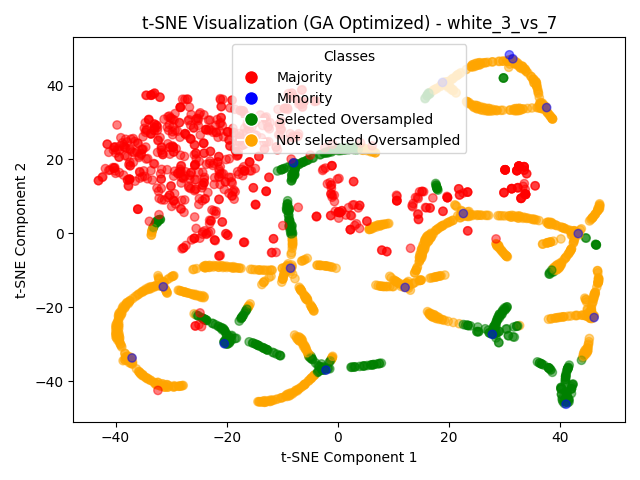 t-SNE Visualization (GA Optimized) - white_3_vs_7
Classes
Majority
Minority
Selected Oversampled
Not selected Oversampled
t-SNE Component 2
40
20
0
−20
−40
−40
−20
0
20
40
t-SNE Component 1